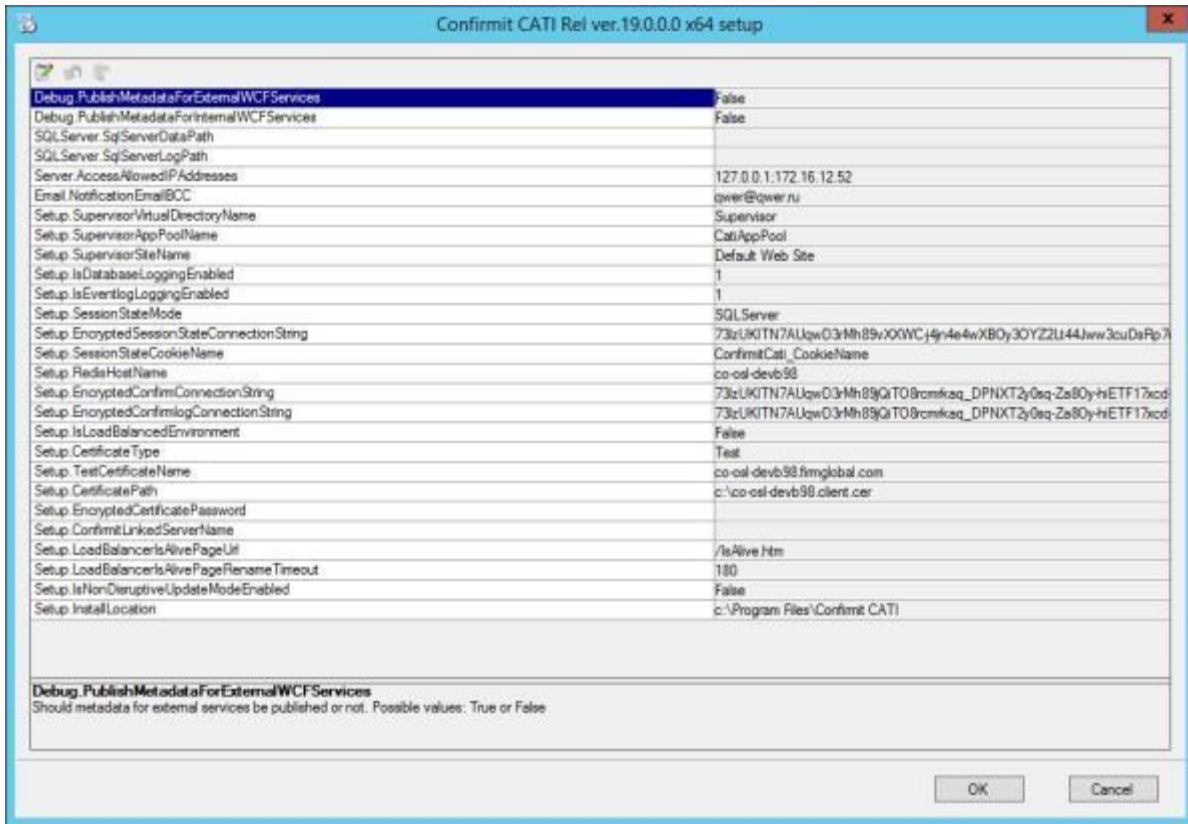 Confirmit CATI Rel ver.19.0.0.0 x64 setup
Debug.PublishMetadataForExternalWCFServices False
Debug.PublishMetadataForInternalWCFServices False
SQLServer.SqlServerDataPath
SQLServer.SqlServerLogPath
Server.AccessAllowedIPAddresses 127.0.0.1;172.16.12.52
Email.NotificationEmailBCC qwer@qwer.ru
Setup.SupervisorVirtualDirectoryName Supervisor
Setup.SupervisorAppPoolName CatiAppPool
Setup.SupervisorSiteName Default Web Site
Setup.IsDatabaseLoggingEnabled 1
Setup.IsEventlogLoggingEnabled 1
Setup.SessionStateMode SQLServer
Setup.EncryptedSessionStateConnectionString
Setup.SessionStateCookieName ConfirmitCati_CookieName
Setup.RedisHostName co-osl-devb98
Setup.EncryptedConfirmConnectionString
Setup.EncryptedConfirmlogConnectionString
Setup.IsLoadBalancedEnvironment False
Setup.CertificateType Test
Setup.TestCertificateName co-osl-devb98.firmglobal.com
Setup.CertificatePath c:\co-osl-devb98.client.cer
Setup.EncryptedCertificatePassword
Setup.ConfirmitLinkedServerName
Setup.LoadBalancerIsAlivePageUrl /IsAlive.htm
Setup.LoadBalancerIsAlivePageRenameTimeout 180
Setup.IsNonDisruptiveUpdateModeEnabled False
Setup.InstallLocation c:\Program Files\Confirmit CATI
Debug.PublishMetadataForExternalWCFServices
Should metadata for external services be published or not. Possible values: True or False
OK Cancel